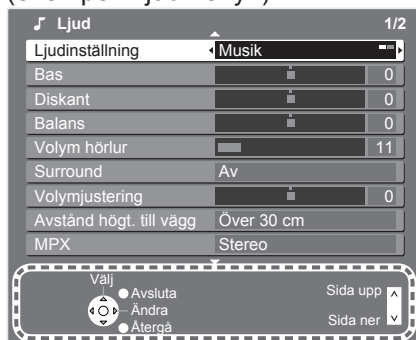 Ljud 1/2
Ljudinställning Musik
Bas 0
Diskant 0
Balans 0
Volym hörlur 11
Surround Av
Volymjustering 0
Avstånd högt. till vägg Över 30 cm
MPX Stereo
Välj
Avsluta
Ändra
Återgå
Sida upp
Sida ner